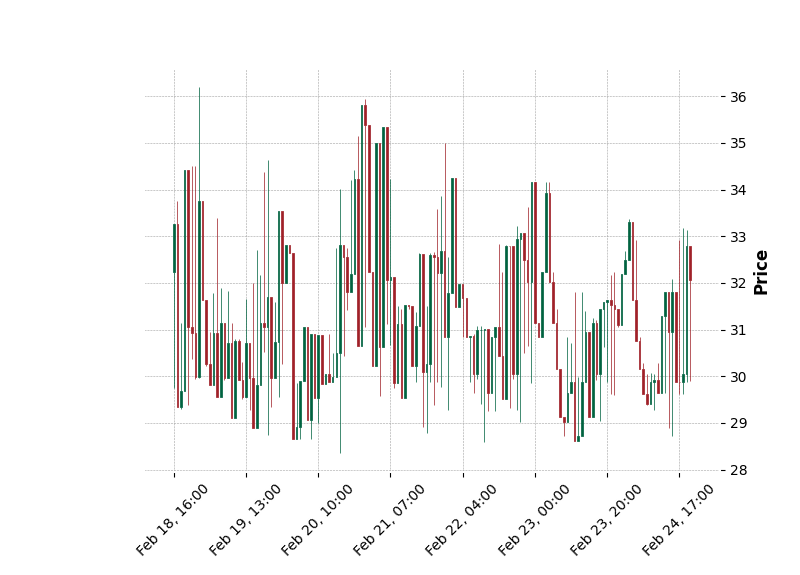 36
35
34
33
32
31
30
29
28
Price
Feb 18, 16:00
Feb 19, 13:00
Feb 20, 10:00
Feb 21, 07:00
Feb 22, 04:00
Feb 23, 00:00
Feb 23, 20:00
Feb 24, 17:00